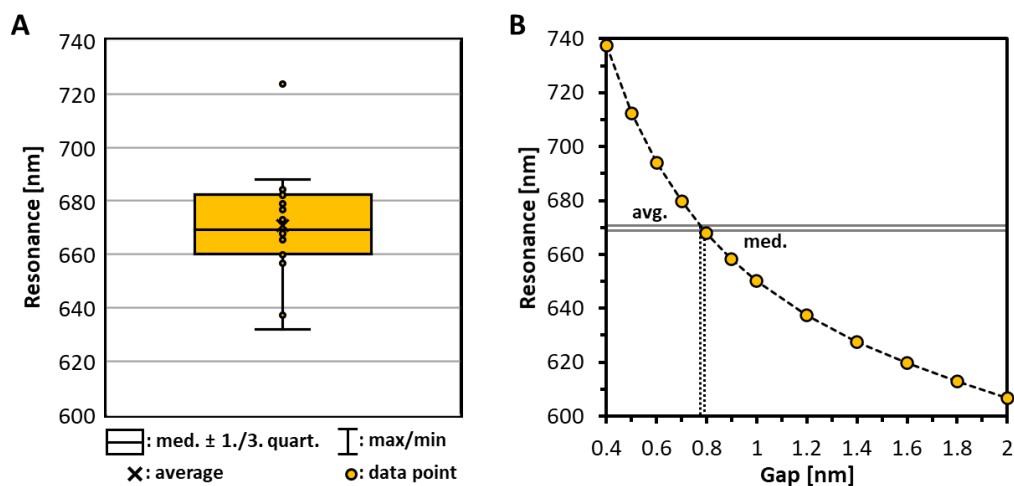 A
Resonance [nm]
740
720
700
680
660
640
620
600
: med. ± 1./3. quart.
: max/min
: average
: data point
B
Resonance [nm]
740
720
700
680
660
640
620
600
avg.
med.
0.4 0.6 0.8 1 1.2 1.4 1.6 1.8 2
Gap [nm]